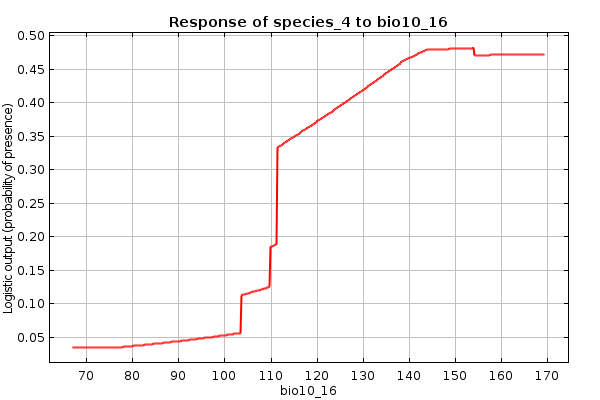 Response of species_4 to bio10_16
Logistic output (probability of presence)
0.50
0.45
0.40
0.35
0.30
0.25
0.20
0.15
0.10
0.05
70 80 90 100 110 120 130 140 150 160 170
bio10_16